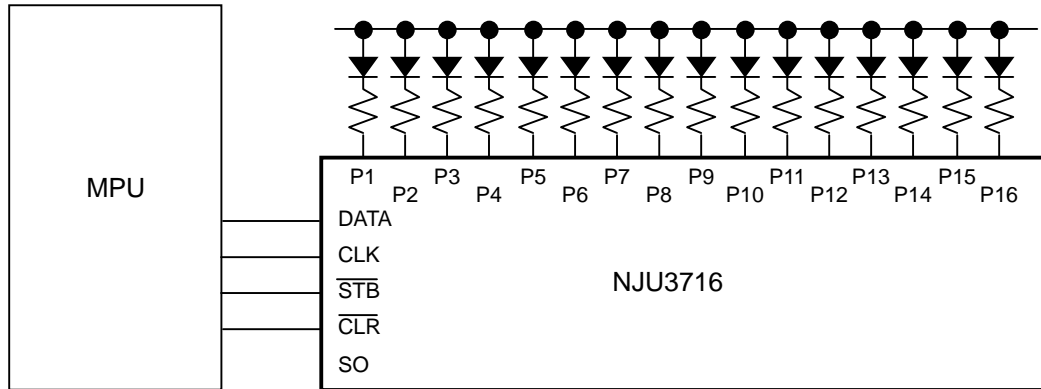 MPU
P1 P3 P4 P5 P7 P9 P11 P13 P15
P2 P6 P8 P10 P12 P14 P16
DATA
CLK
STB
CLR
SO
NJU3716